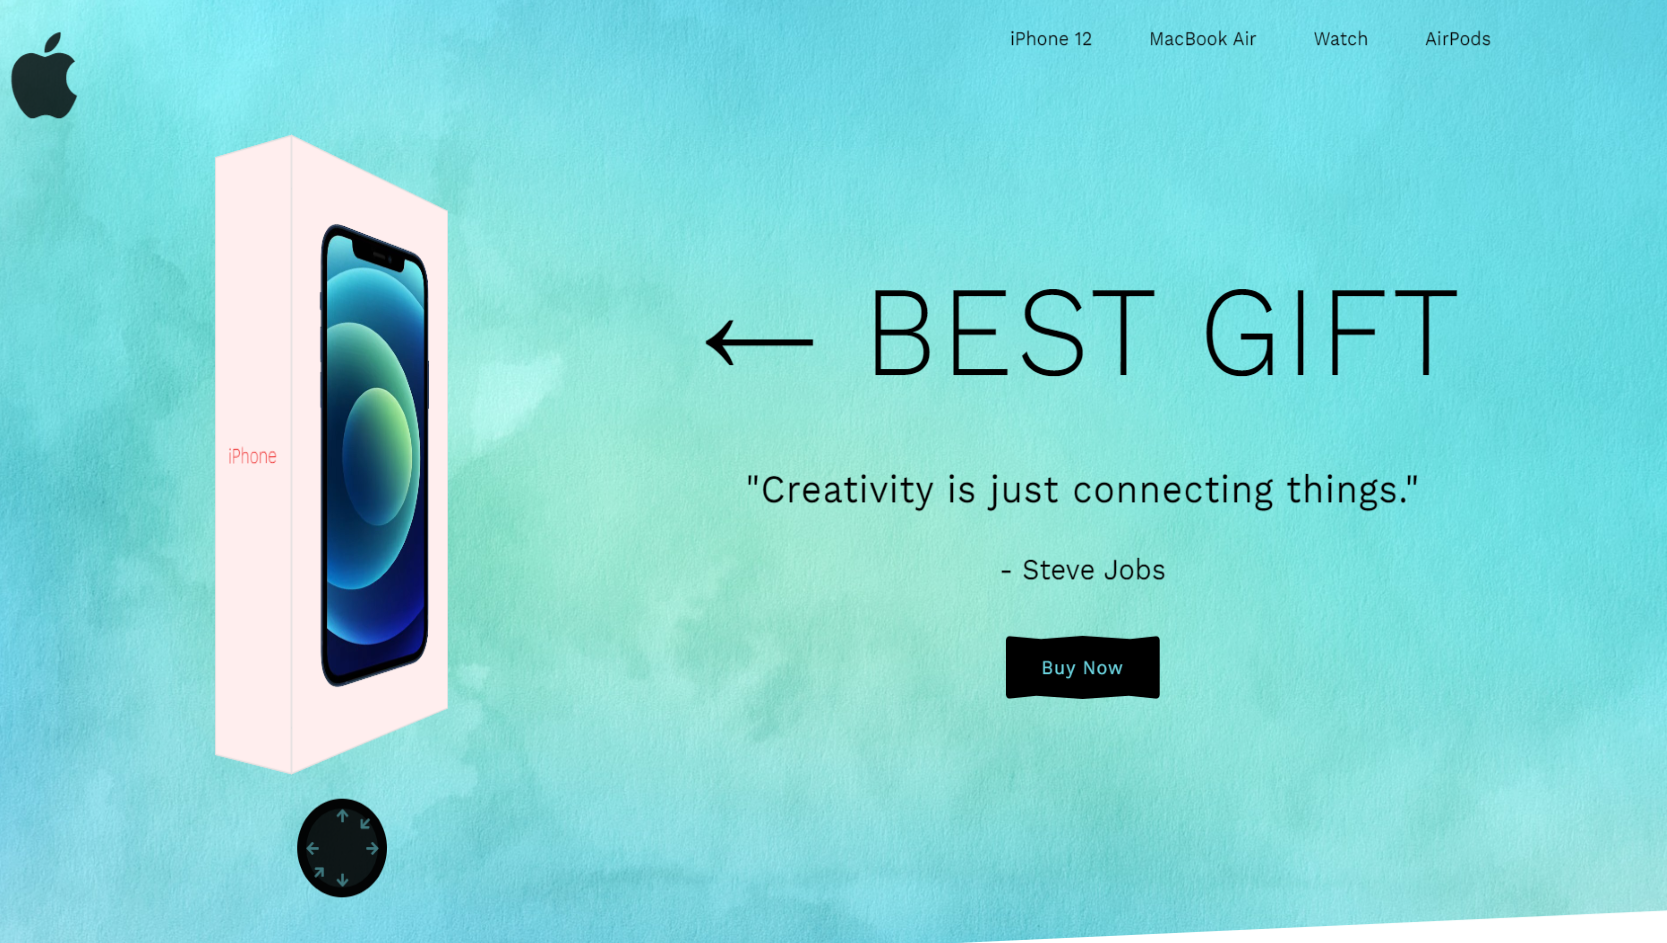 iPhone 12 MacBook Air Watch AirPods
← BEST GIFT
iPhone
"Creativity is just connecting things."
- Steve Jobs
Buy Now